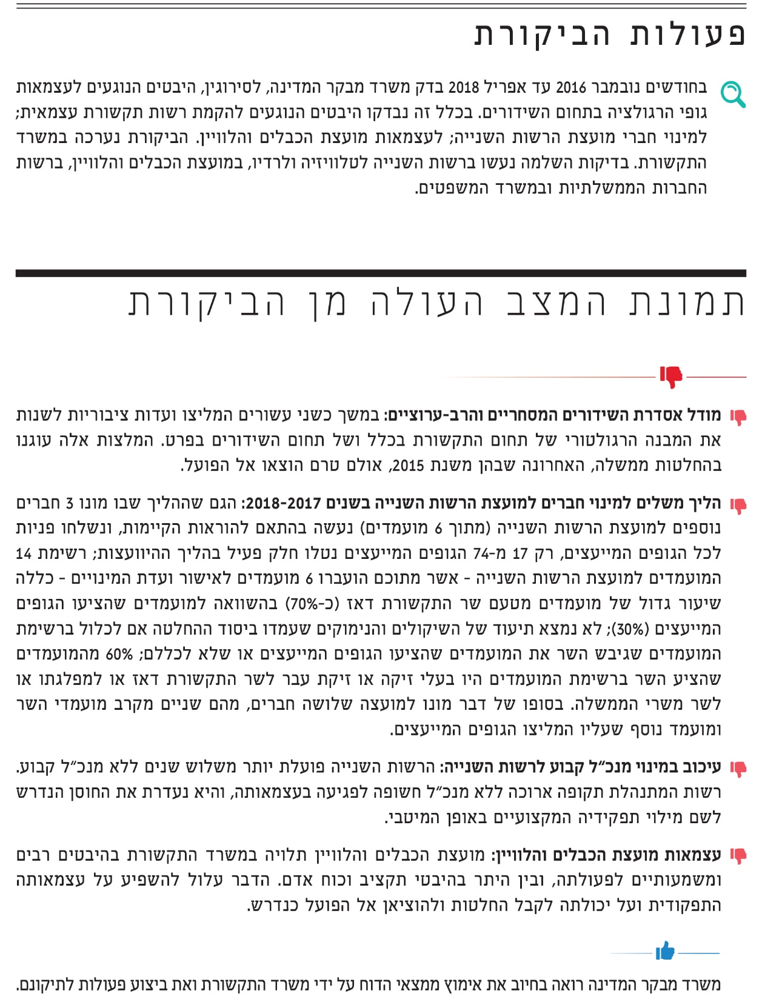 פעולות הביקורת
בחודשים נובמבר 2016 עד אפריל 2018 בדק משרד מבקר המדינה, לסירוגין, היבטים הנוגעים לעצמאות
גופי הרגולציה בתחום השידורים. בכלל זה נבדקו היבטים הנוגעים להקמת רשות תקשורת עצמאית;
למינוי חברי מועצת הרשות השנייה; לעצמאות מועצת הכבלים והלוויין. הביקורת נערכה במשרד
התקשורת. בדיקות השלמה נעשו ברשות השנייה לטלוויזיה ולרדיו, במועצת הכבלים והלוויין, ברשות
החברות הממשלתיות ובמשרד המשפטים.
תמונת המצב העולה מן הביקורת
מודל אסדרת השידורים המסחריים והרב-ערוציים: במשך כשני עשורים המליצו ועדות ציבוריות לשנות
את המבנה הרגולטורי של תחום התקשורת בכלל ושל תחום השידורים בפרט. המלצות אלה עוגנו
בהחלטות ממשלה, האחרונה שבהן משנת 2015, אולם טרם הוצאו אל הפועל.
הליך משלים למינוי חברים למועצת הרשות השנייה בשנים 2018-2017: הגם שההליך שבו מונו 3 חברים
נוספים למועצת הרשות השנייה (מתוך 6 מועמדים) נעשה בהתאם להוראות הקיימות, ונשלחו פניות
לכל הגופים המייעצים, רק 17 מ-74 הגופים המייעצים נטלו חלק פעיל בהליך ההיוועצות; רשימת 14
המועמדים למועצת הרשות השנייה - אשר מתוכם הועברו 6 מועמדים לאישור ועדת המינויים - כללה
שיעור גדול של מועמדים מטעם שר התקשורת דאז (כ-70%) בהשוואה למועמדים שהציעו הגופים
המייעצים (30%); לא נמצא תיעוד של השיקולים והנימוקים שעמדו ביסוד ההחלטה אם לכלול ברשימת
המועמדים שגיבש השר את המועמדים שהציעו הגופים המייעצים או שלא לכללם; 60% מהמועמדים
שהציע השר ברשימת המועמדים היו בעלי זיקה או זיקת עבר לשר התקשורת דאז או למפלגתו או
לשר משרי הממשלה. בסופו של דבר מונו למועצה שלושה חברים, מהם שניים מקרב מועמדי השר
ומועמד נוסף שעליו המליצו הגופים המייעצים.
עיכוב במינוי מנכ״ל קבוע לרשות השנייה: הרשות השנייה פועלת יותר משלוש שנים ללא מנכ״ל קבוע.
רשות המתנהלת תקופה ארוכה ללא מנכ״ל חשופה לפגיעה בעצמאותה, והיא נעדרת את החוסן הנדרש
לשם מילוי תפקידיה המקצועיים באופן המיטבי.
עצמאות מועצת הכבלים והלוויין: מועצת הכבלים והלוויין תלויה במשרד התקשורת בהיבטים רבים
ומשמעותיים לפעולתה, ובין היתר בהיבטי תקציב וכוח אדם. הדבר עלול להשפיע על עצמאותה
התפקודית ועל יכולתה לקבל החלטות ולהוציאן אל הפועל כנדרש.
משרד מבקר המדינה רואה בחיוב את אימוץ ממצאי הדוח על ידי משרד התקשורת ואת ביצוע פעולות לתיקונם.